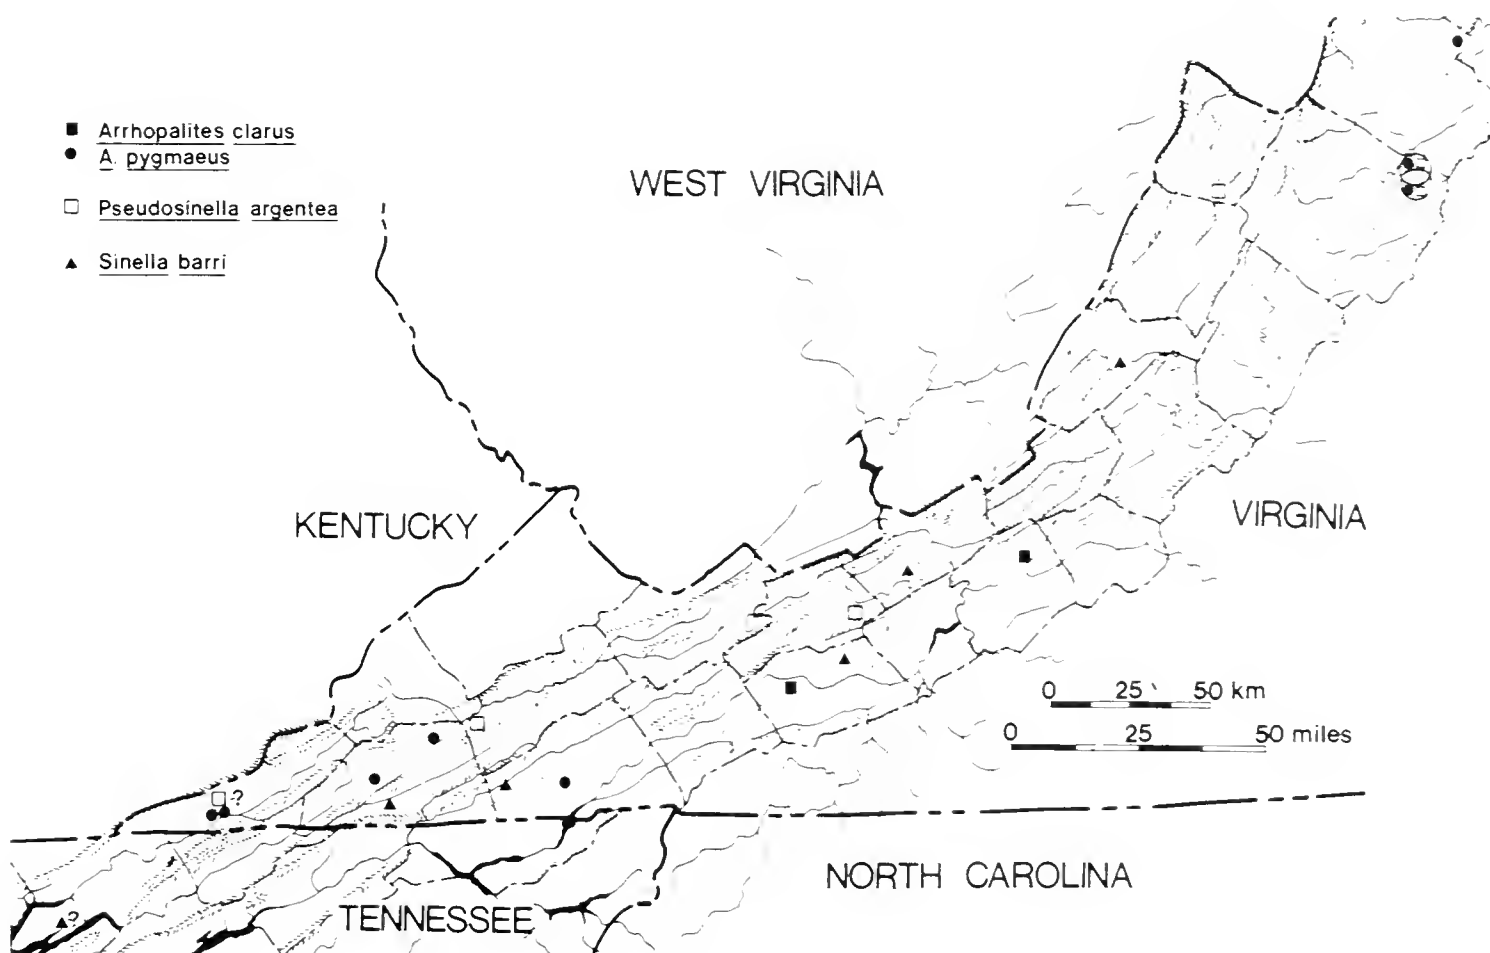 Arrhopalites clarus
A. pygmaeus
Pseudosinella argentea
Sinella barri
WEST VIRGINIA
KENTUCKY
VIRGINIA
0 25 50 km
0 25 50 miles
-?
NORTH CAROLINA
TENNESSEE
?